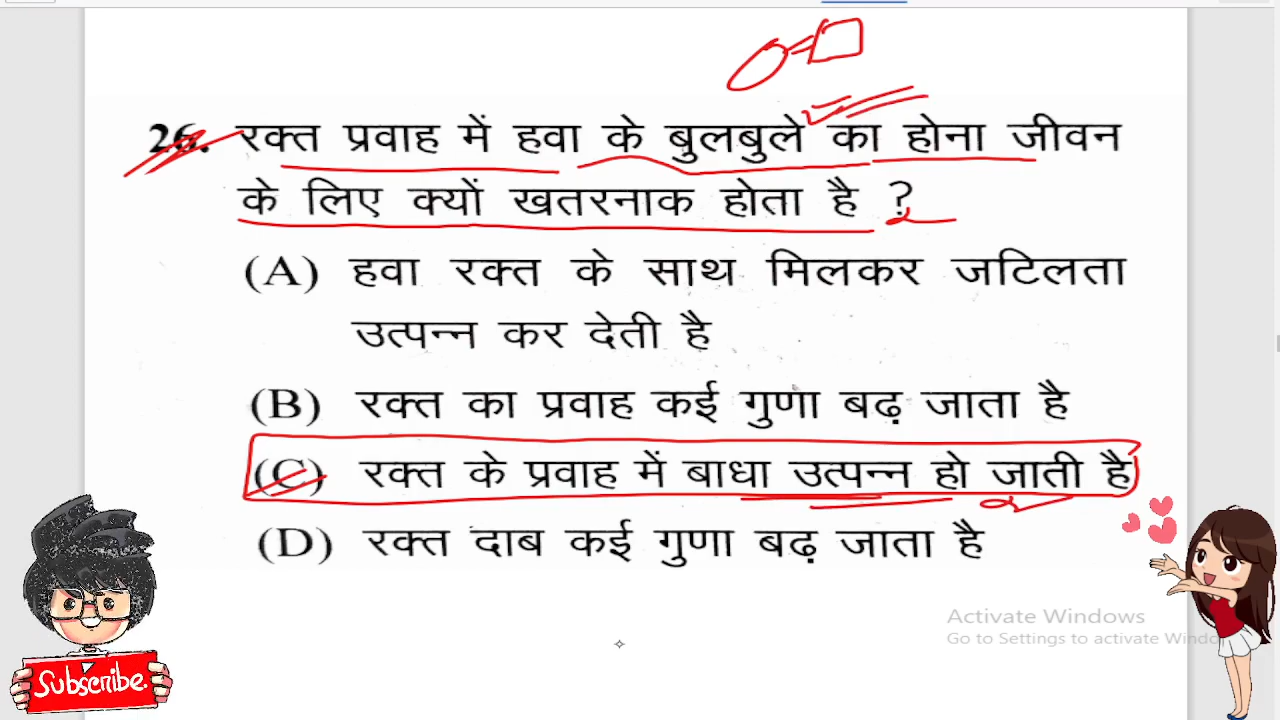 26. रक्त प्रवाह में हवा के बुलबुले का होना जीवन
के लिए क्यों खतरनाक होता है ?
(A) हवा रक्त के साथ मिलकर जटिलता
उत्पन्न कर देती है
(B) रक्त का प्रवाह कई गुणा बढ़ जाता है
(C) रक्त के प्रवाह में बाधा उत्पन्न हो जाती है
(D) रक्त दाब कई गुणा बढ़ जाता है
Activate Windows
Go to Settings to activate Windo
Subscribe.